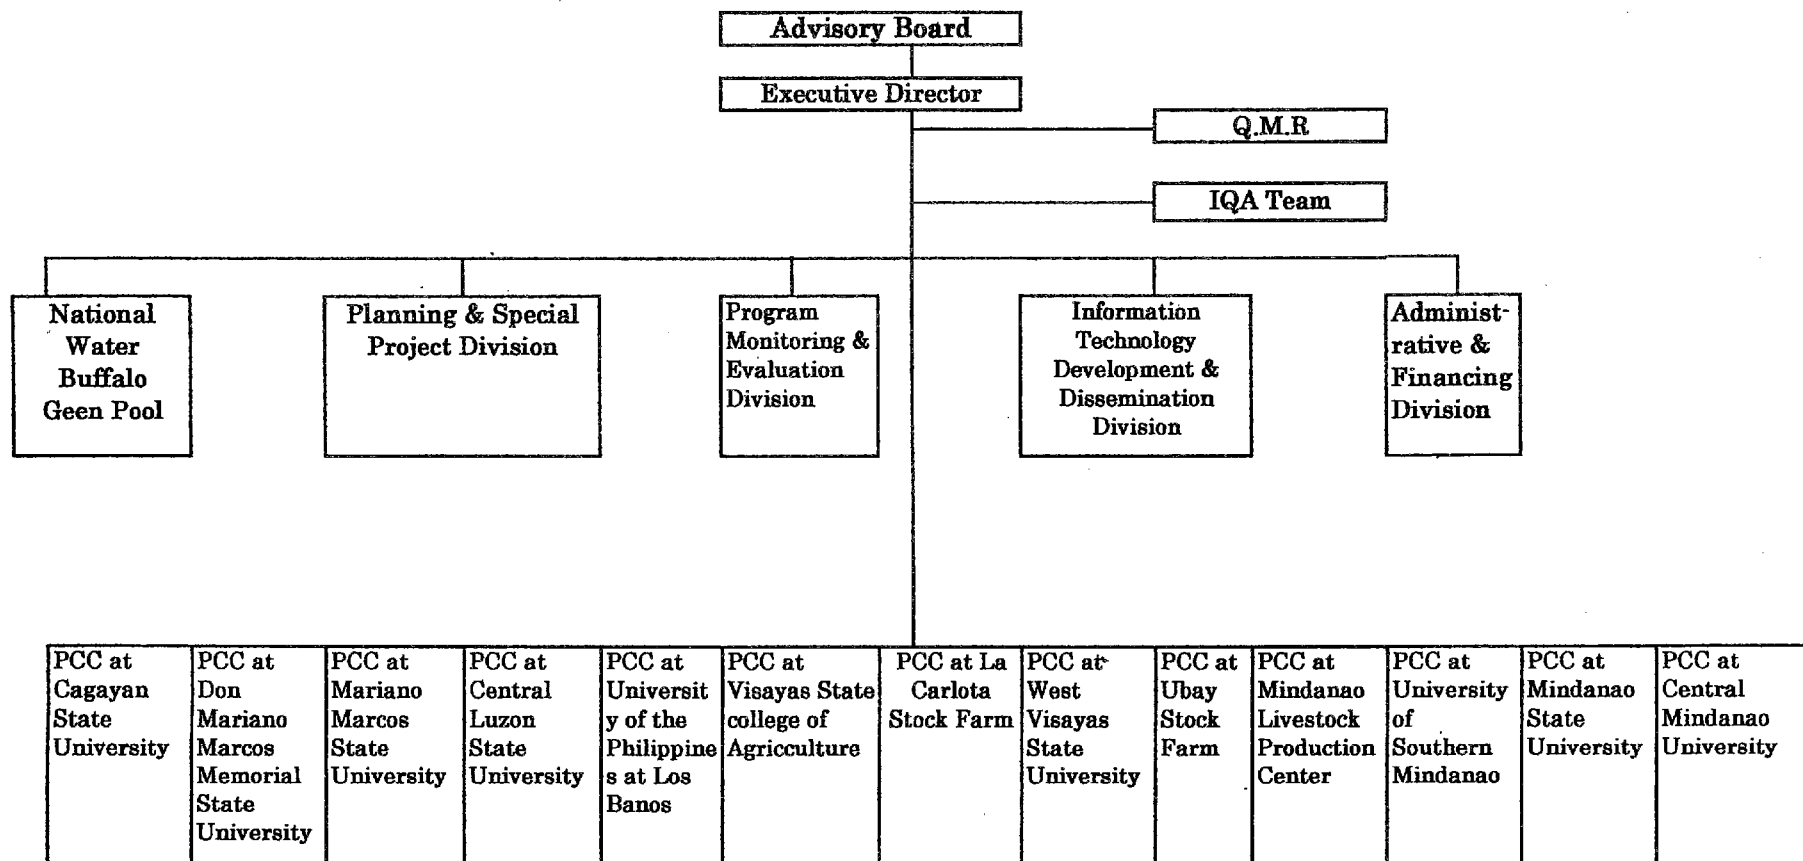 Advisory Board
Executive Director
Q.M.R
IQA Team
National
Water
Buffalo
Geen Pool
Planning & Special
Project Division
Program
Monitoring &
Evaluation
Division
Information
Technology
Development &
Dissemination
Division
Administ-
rative &
Financing
Division
PCC at
Cagayan
State
University
PCC at
Don
Mariano
Marcos
Memorial
State
University
PCC at
Mariano
Marcos
State
University
PCC at
Central
Luzon
State
University
PCC at
Universit
y of the
Philippine
s at Los
Banos
PCC at
Visayas State
college of
Agricculture
PCC at La
Carlota
Stock Farm
PCC at
West
Visayas
State
University
PCC at
Ubay
Stock
Farm
PCC at
Mindanao
Livestock
Production
Center
PCC at
University
of
Southern
Mindanao
PCC at
Mindanao
State
University
PCC at
Central
Mindanao
University